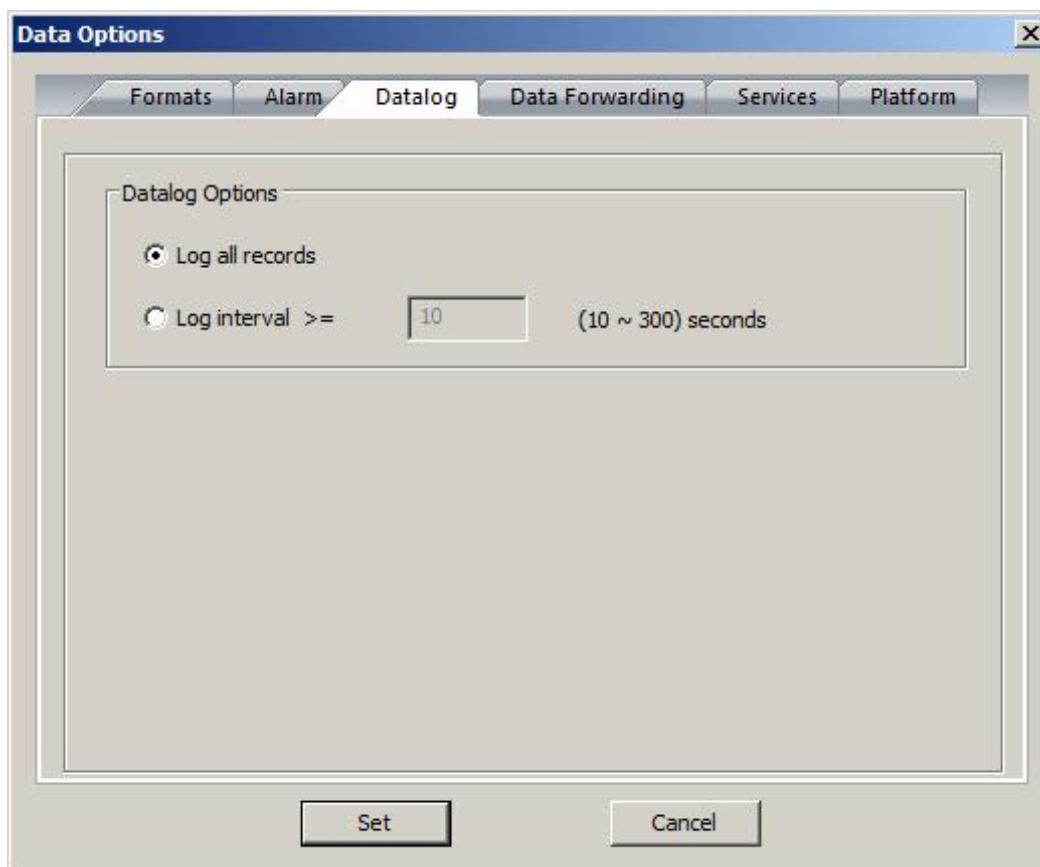 Data Options
Formats Alarm Datalog Data Forwarding Services Platform
Datalog Options
Log all records
Log interval >= 10 (10 ~ 300) seconds
Set Cancel